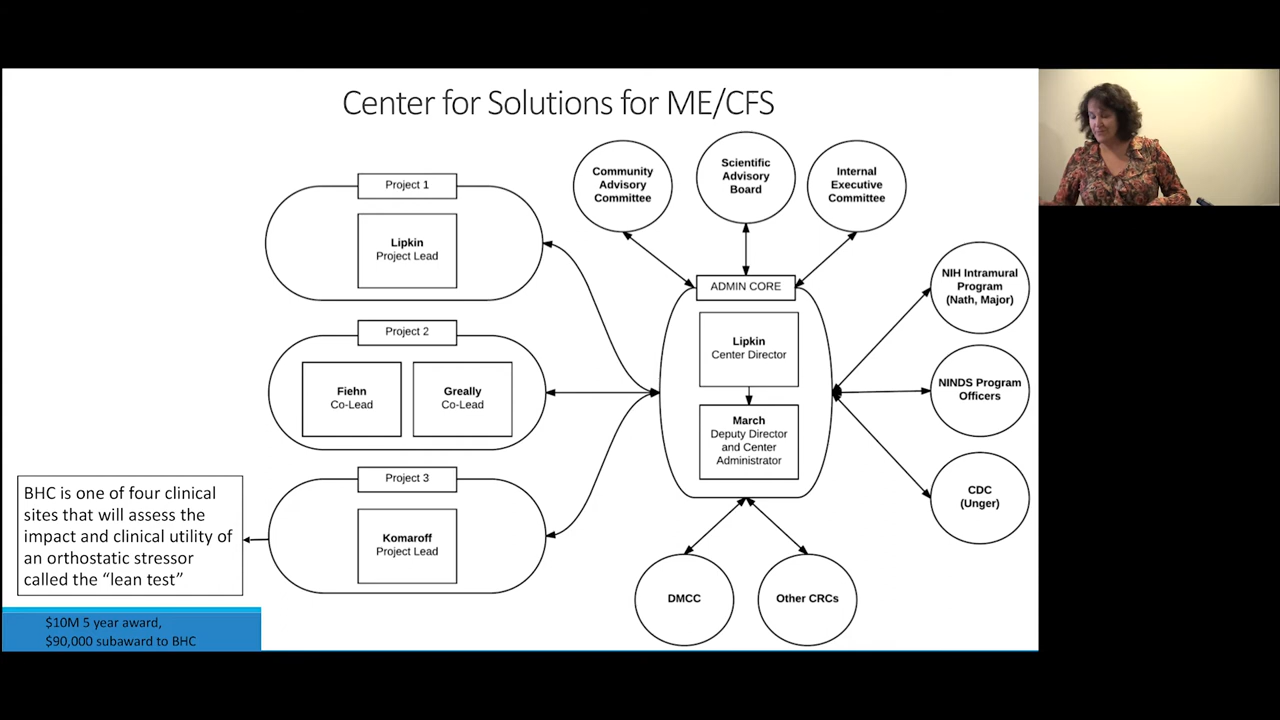 Center for Solutions for ME/CFS
Project 1
Lipkin
Project Lead
Project 2
Fiehn
Co-Lead
Greally
Co-Lead
Project 3
Komaroff
Project Lead
BHC is one of four clinical
sites that will assess the
impact and clinical utility of
an orthostatic stressor
called the “lean test”
$10M 5 year award,
$90,000 subaward to BHC
Community
Advisory
Committee
Scientific
Advisory
Board
Internal
Executive
Committee
ADMIN CORE
Lipkin
Center Director
March
Deputy Director
and Center
Administrator
NIH Intramural
Program
(Nath, Major)
NINDS Program
Officers
CDC
(Unger)
DMCC
Other CRCs